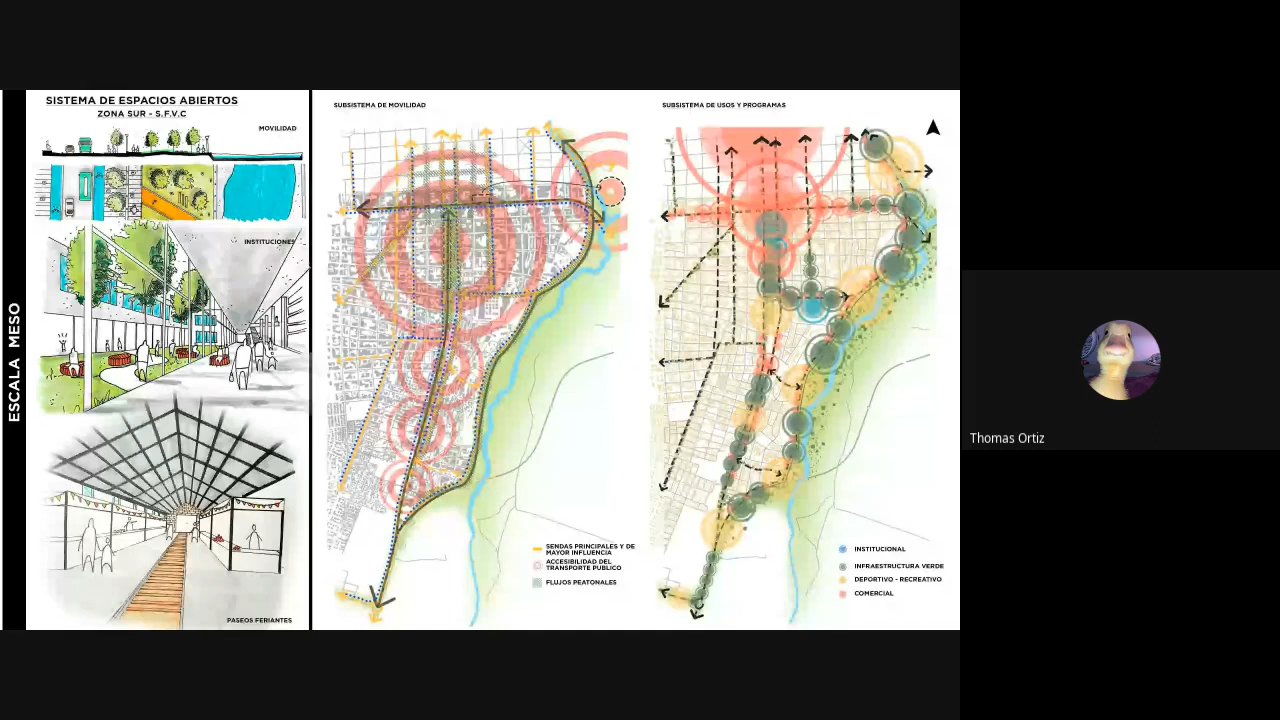 SISTEMA DE ESPACIOS ABIERTOS
ZONA SUR - S.F.V.C
MOVILIDAD
INSTITUCIONES
PASEOS FERIANTES
ESCALA MESO
SUBSISTEMA DE MOVILIDAD
SENDAS PRINCIPALES Y DE
MAYOR INFLUENCIA
ACCESIBILIDAD DEL
TRANSPORTE PUBLICO
FLUJOS PEATONALES
SUBSISTEMA DE USOS Y PROGRAMAS
INSTITUCIONAL
INFRAESTRUCTURA VERDE
DEPORTIVO - RECREATIVO
COMERCIAL
Thomas Ortiz